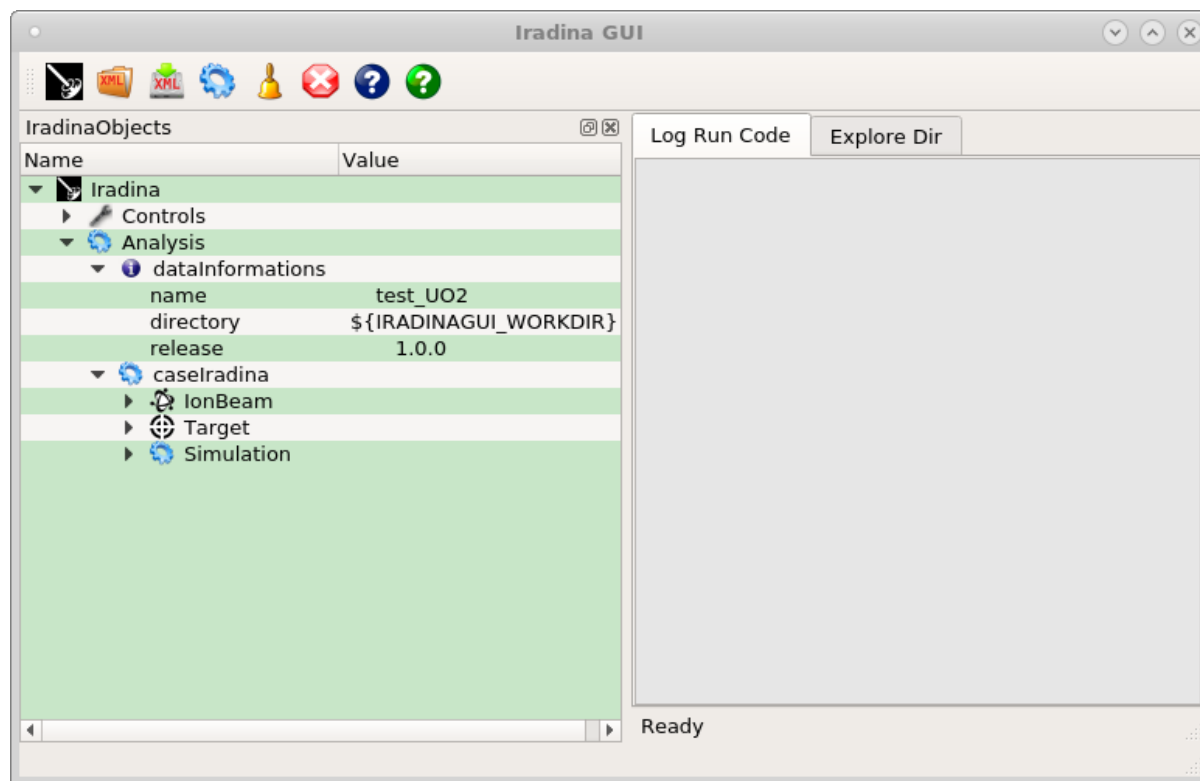 Iradina GUI
XML XML ? ?
IradinaObjects
Name Value
Iradina
Controls
Analysis
dataInformations
name test_UO2
directory ${IRADINAGUI_WORKDIR}
release 1.0.0
caseIradina
IonBeam
Target
Simulation
Log Run Code Explore Dir
Ready